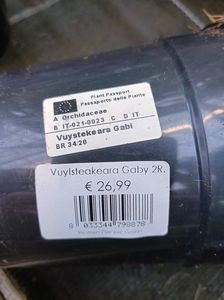 Plant Passport
Passaporto delle Piante
A Orchidaceae
B IT-021-0023 C D IT
Vuystekeara Gabi
BR 34/20
Vuylsteakeara Gaby 2R.
€ 26,99
8 033344 798878